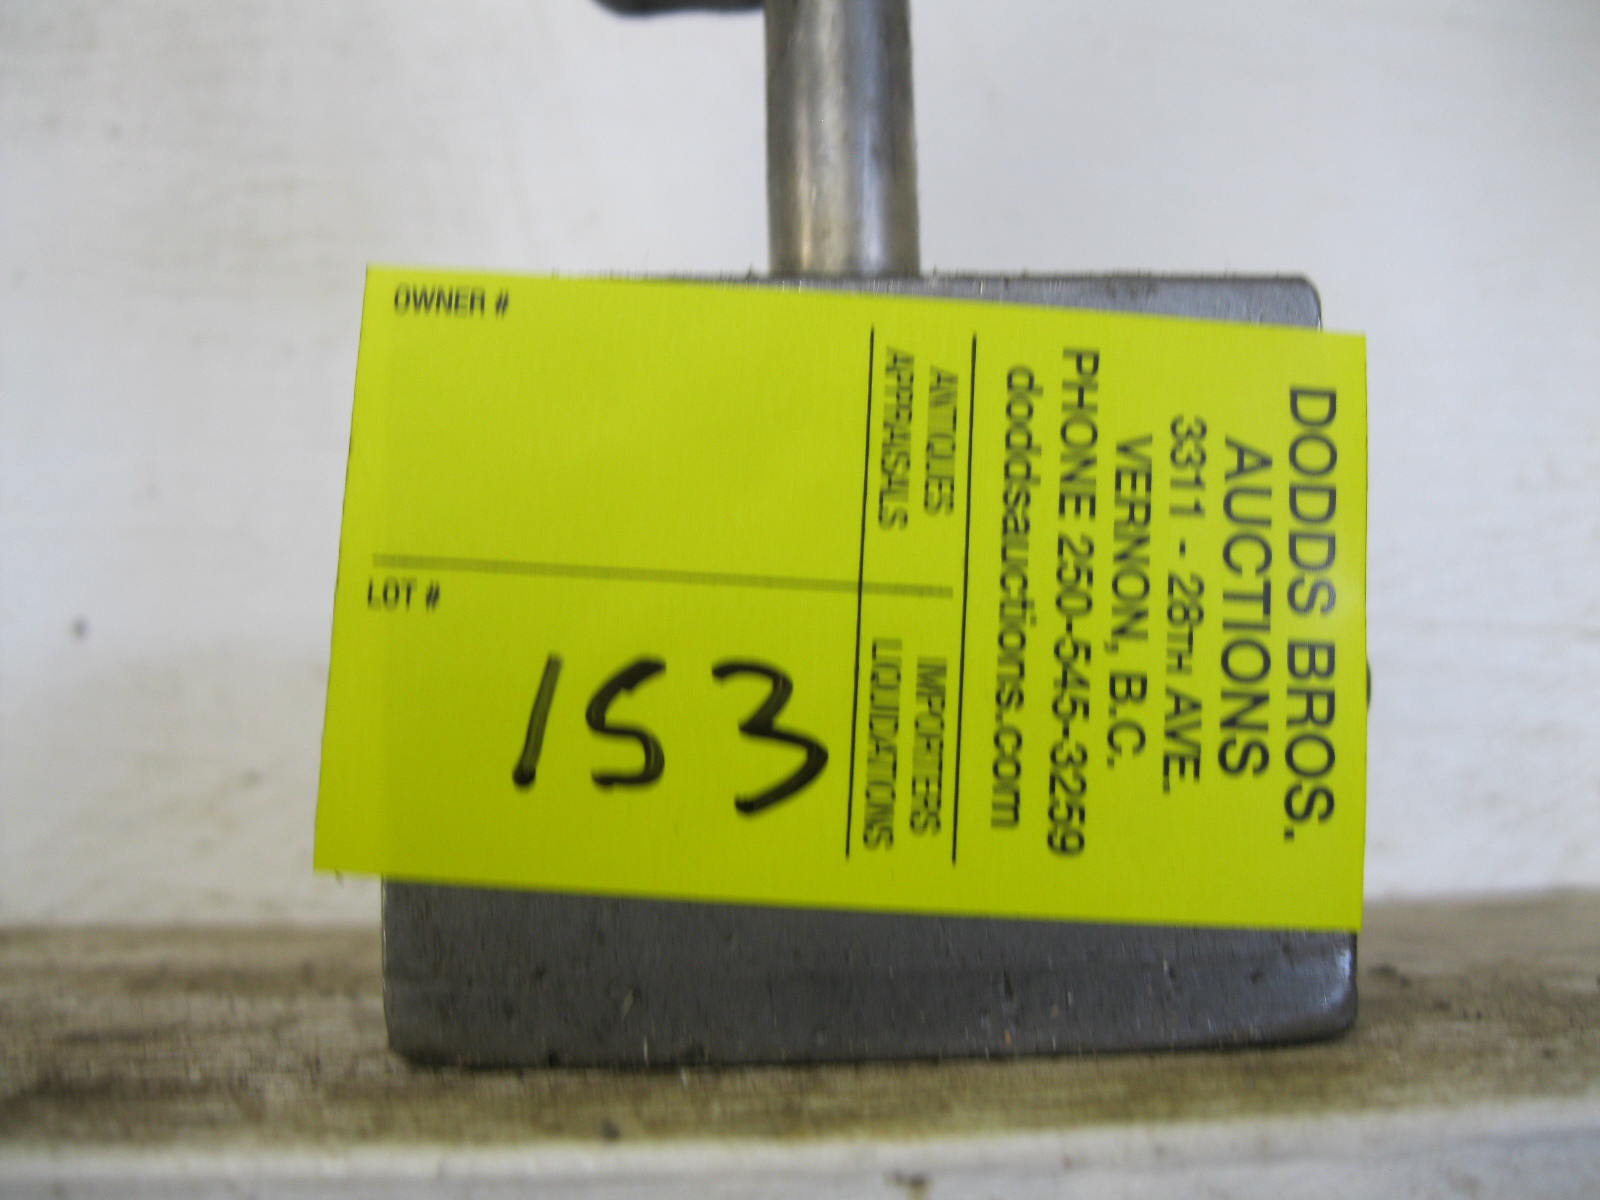 DODDS BROS.
AUCTIONS
3311 - 28TH AVE.
VERNON, B.C.
PHONE 250-545-3259
doddsauctions.com
ANTIQUES IMPORTERS
APPRAISALS LIQUIDATIONS
OWNER #
LOT #
153